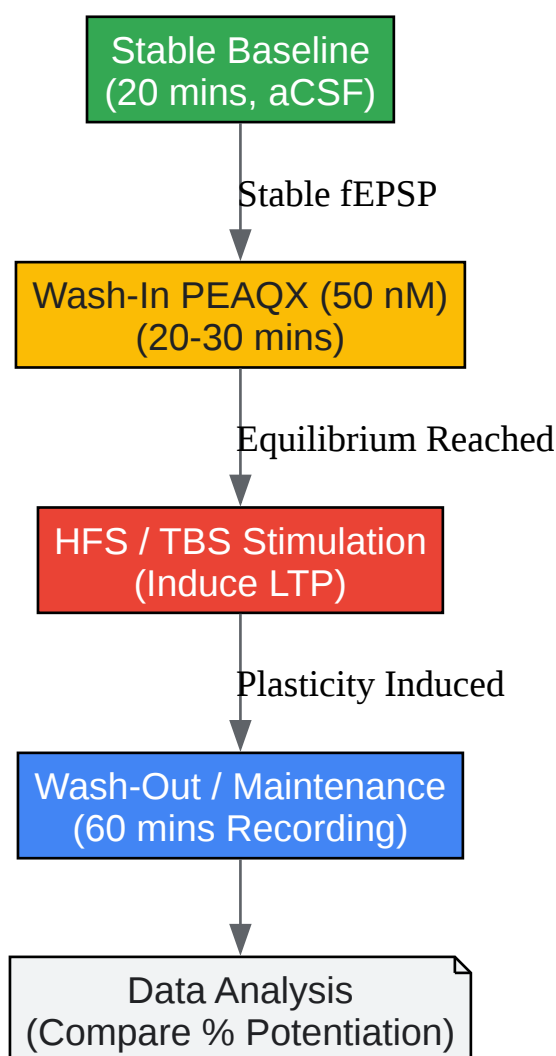 Stable Baseline
(20 mins, aCSF)
Stable fEPSP
Wash-In PEAQX (50 nM)
(20-30 mins)
Equilibrium Reached
HFS / TBS Stimulation
(Induce LTP)
Plasticity Induced
Wash-Out / Maintenance
(60 mins Recording)
Data Analysis
(Compare % Potentiation)